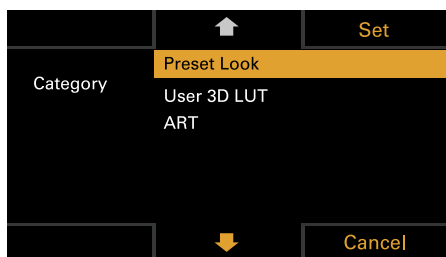 Set
Preset Look
Category
User 3D LUT
ART
Cancel